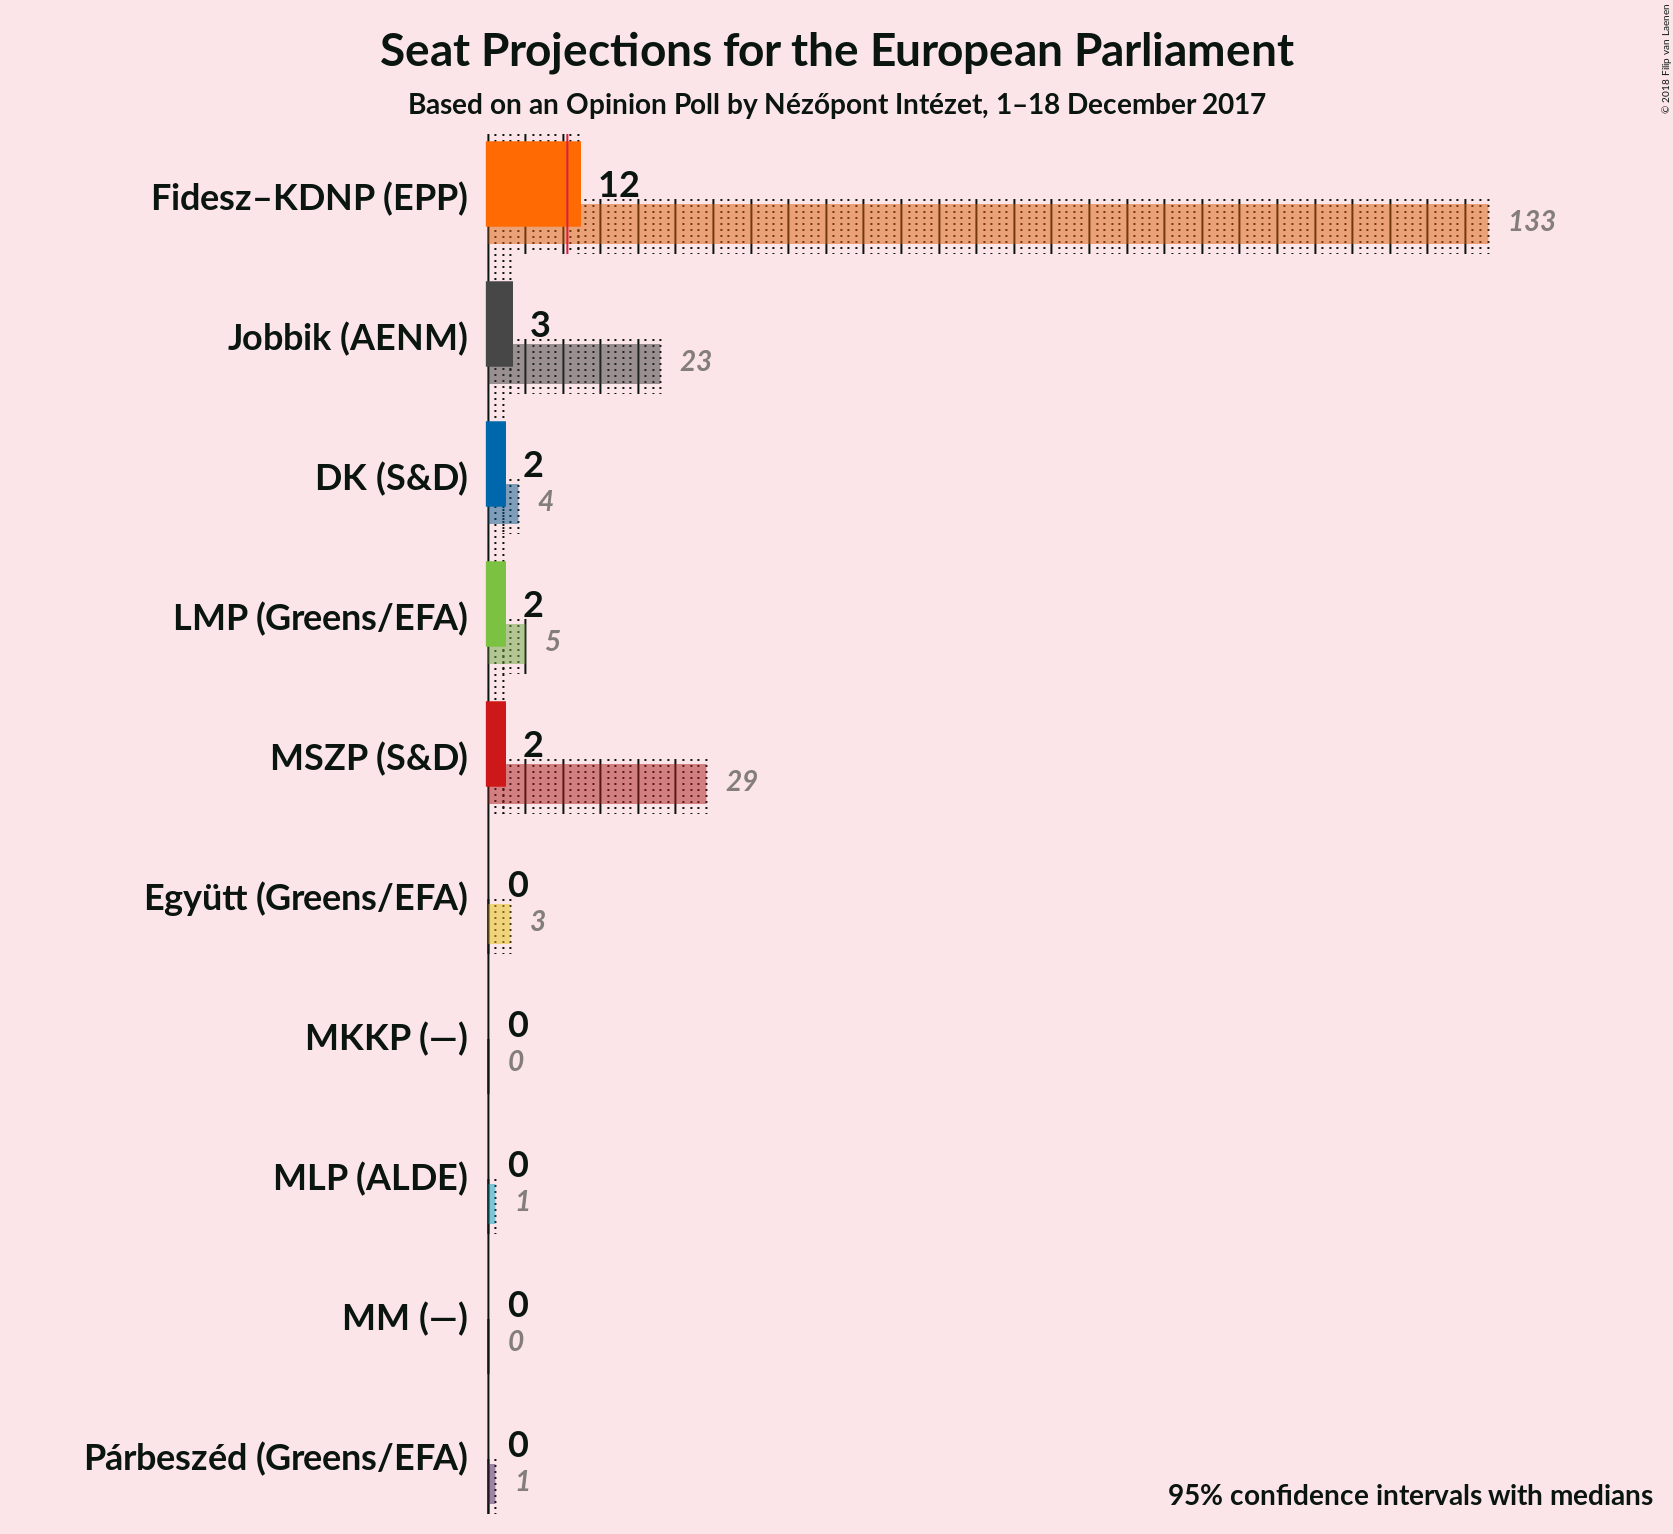 Seat Projections for the European Parliament
Based on an Opinion Poll by Nézőpont Intézet, 1–18 December 2017
© 2018 Filip van Laenen
Fidesz–KDNP (EPP)
12
133
Jobbik (AENM)
3
23
DK (S&D)
2
4
LMP (Greens/EFA)
2
5
MSZP (S&D)
2
29
Együtt (Greens/EFA)
0
3
MKKP (—)
0
0
MLP (ALDE)
0
1
MM (—)
0
0
Párbeszéd (Greens/EFA)
0
1
95% confidence intervals with medians